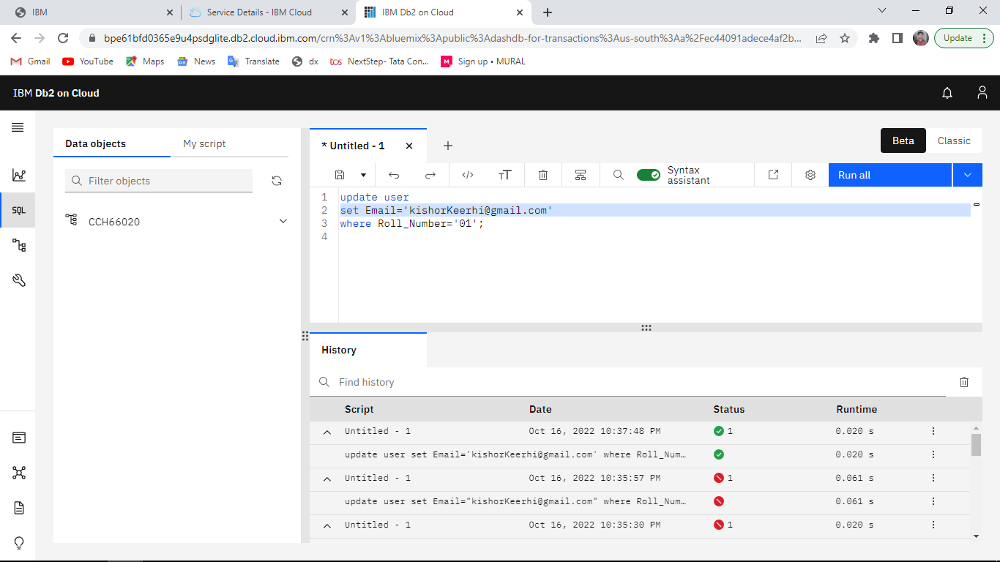 IBM
Service Details - IBM Cloud
IBM Db2 on Cloud
bpe61bfd0365e9u4psdglite.db2.cloud.ibm.com/crn%3Av1%3Abluemix%3Apublic%3Adashdb-for-transactions%3Aus-south%3Aa%2Fec44091adece4af2b...
Update
Gmail
YouTube
Maps
News
Translate
dx
tcs NextStep- Tata Con...
M Sign up • MURAL
IBM Db2 on Cloud
Data objects
My script
* Untitled - 1
Beta
Classic
Filter objects
Syntax assistant
Run all
SQL
CCH66020
1 update user
2 set Email='kishorKeerhi@gmail.com'
3 where Roll_Number='01';
4
History
Find history
Script Date Status Runtime
Untitled - 1 Oct 16, 2022 10:37:48 PM 1 0.020 s
update user set Email='kishorKeerhi@gmail.com' where Roll_Num… 0.020 s
Untitled - 1 Oct 16, 2022 10:35:57 PM 1 0.061 s
update user set Email="kishorKeerhi@gmail.com" where Roll_Num… 0.061 s
Untitled - 1 Oct 16, 2022 10:35:30 PM 1 0.020 s